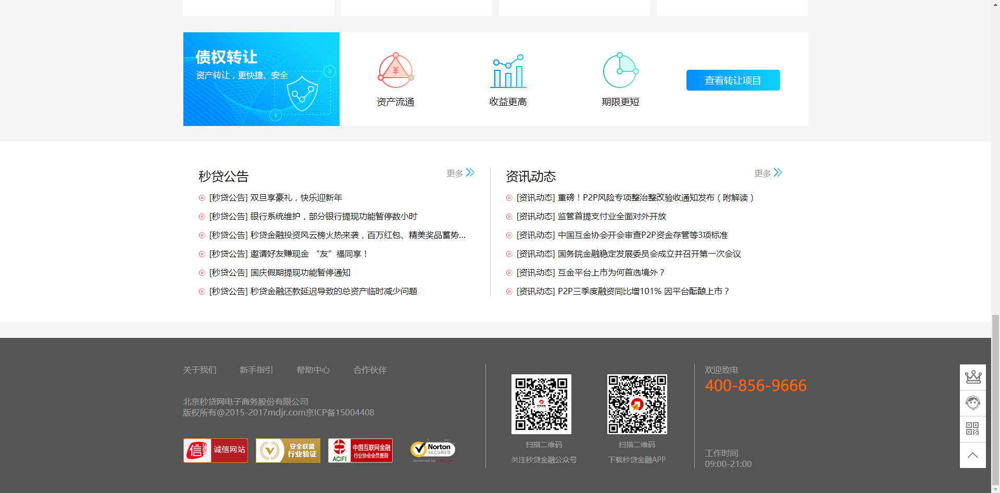 债权转让
资产转让，更快捷、安全
资产流通
收益更高
期限更短
查看转让项目
秒贷公告
更多
[秒贷公告] 双旦享豪礼，快乐迎新年
[秒贷公告] 银行系统维护，部分银行提现功能暂停数小时
[秒贷公告] 秒贷金融投资风云榜火热来袭，百万红包、精美奖品蓄势...
[秒贷公告] 邀请好友赚现金 “友”福同享！
[秒贷公告] 国庆假期提现功能暂停通知
[秒贷公告] 秒贷金融还款延迟导致的总资产临时减少问题
资讯动态
更多
[资讯动态] 重磅！P2P风险专项整治整改验收通知发布（附解读）
[资讯动态] 监管首提支付业全面对外开放
[资讯动态] 中国互金协会开会审查P2P资金存管等3项标准
[资讯动态] 国务院金融稳定发展委员会成立并召开第一次会议
[资讯动态] 互金平台上市为何首选境外？
[资讯动态] P2P三季度融资同比增101% 因平台酝酿上市？
关于我们 新手指引 帮助中心 合作伙伴
北京秒贷网电子商务股份有限公司
版权所有@2015-2017mdjr.com京ICP备15004408
信 诚信网站
安全联盟
行业验证
ACIFI
中国互联网金融
行业协会会员查询
Norton
SECURED
powered by
扫描二维码
关注秒贷金融公众号
扫描二维码
下载秒贷金融APP
欢迎致电
400-856-9666
工作时间
09:00-21:00